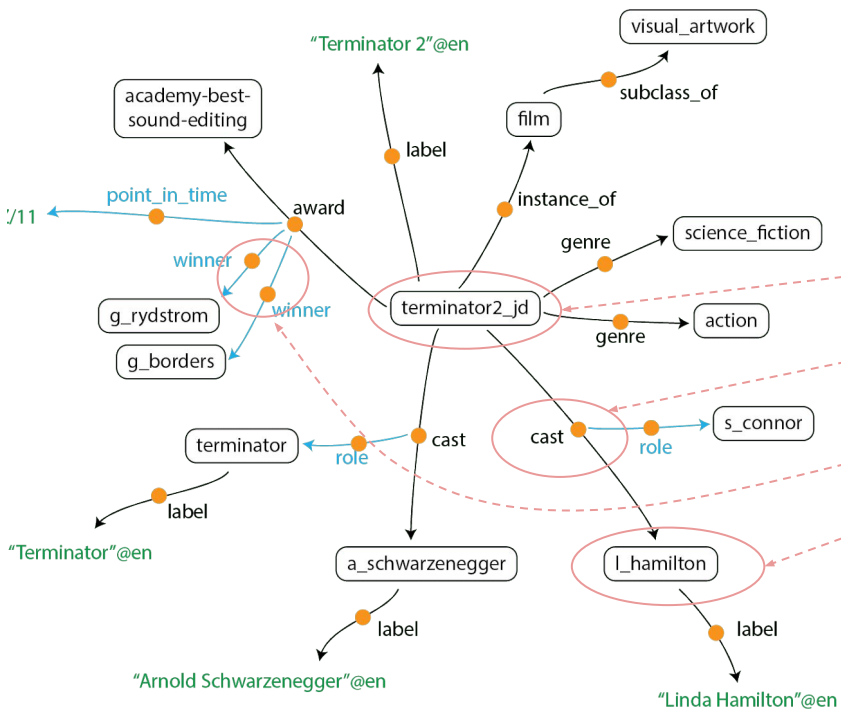 visual_artwork
“Terminator 2”@en
subclass_of
academy-best-
sound-editing
film
label
point_in_time
award
instance_of
/11
genre
science_fiction
winner
terminator2_jd
g_rydstrom
winner
genre
action
g_borders
s_connor
terminator
cast
cast
role
role
label
“Terminator”@en
a_schwarzenegger
l_hamilton
label
label
“Arnold Schwarzenegger”@en
“Linda Hamilton”@en